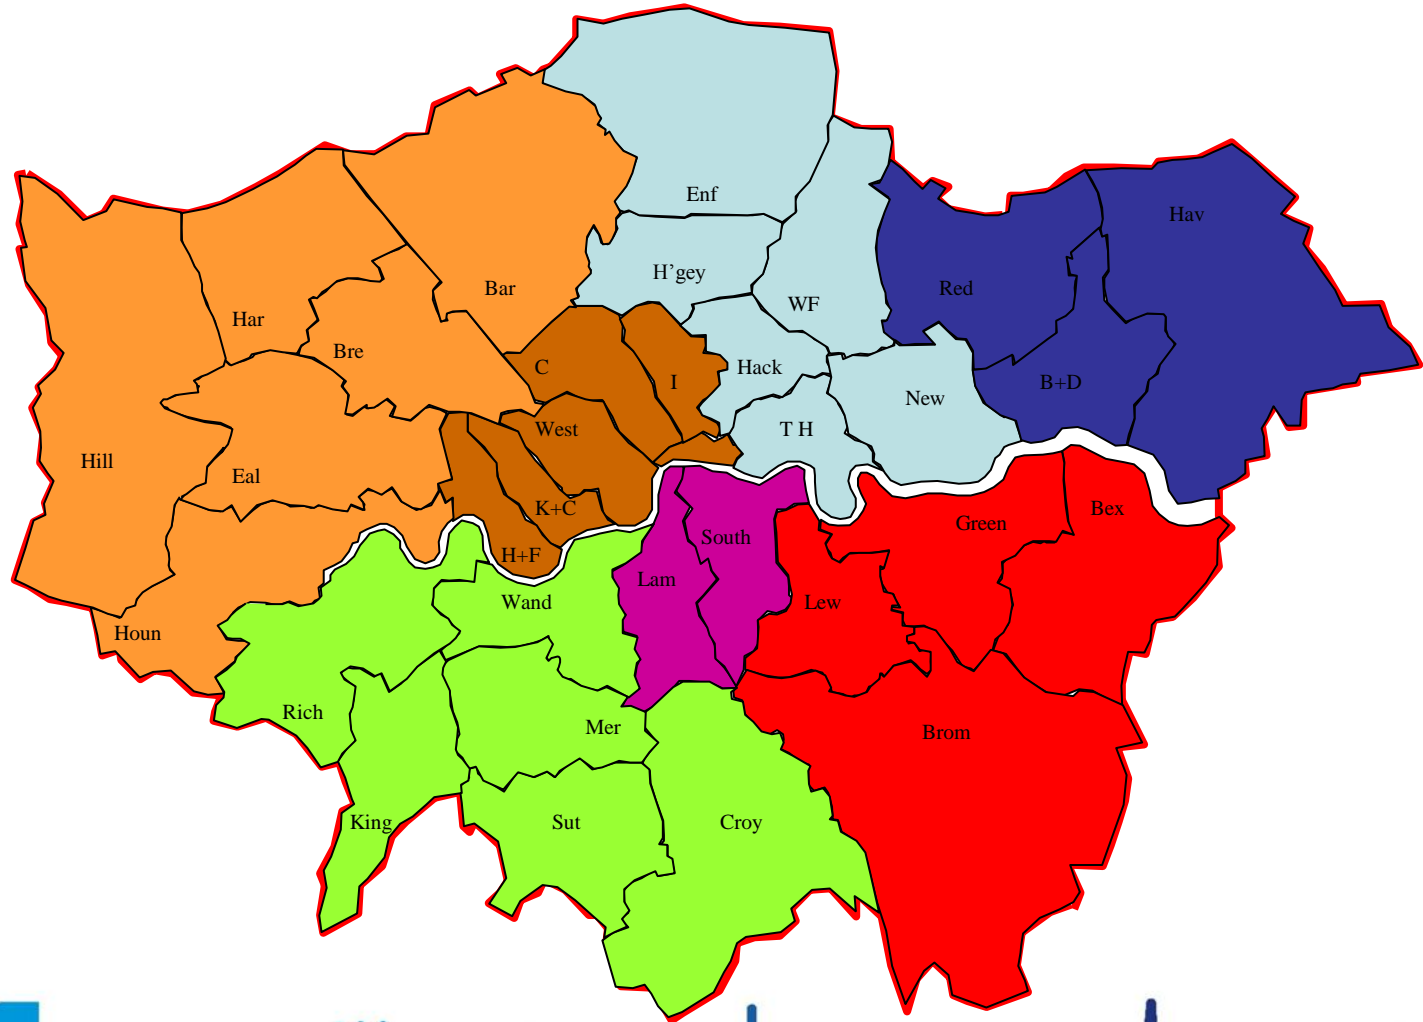 Enf
Hav
H'gey
Bar
Red
WF
Har
Bre
C
Hack
I
B+D
New
West
T H
Hill
Eal
K+C
Bex
Green
South
H+F
Lam
Wand
Lew
Houn
Rich
Mer
Brom
King
Sut
Croy